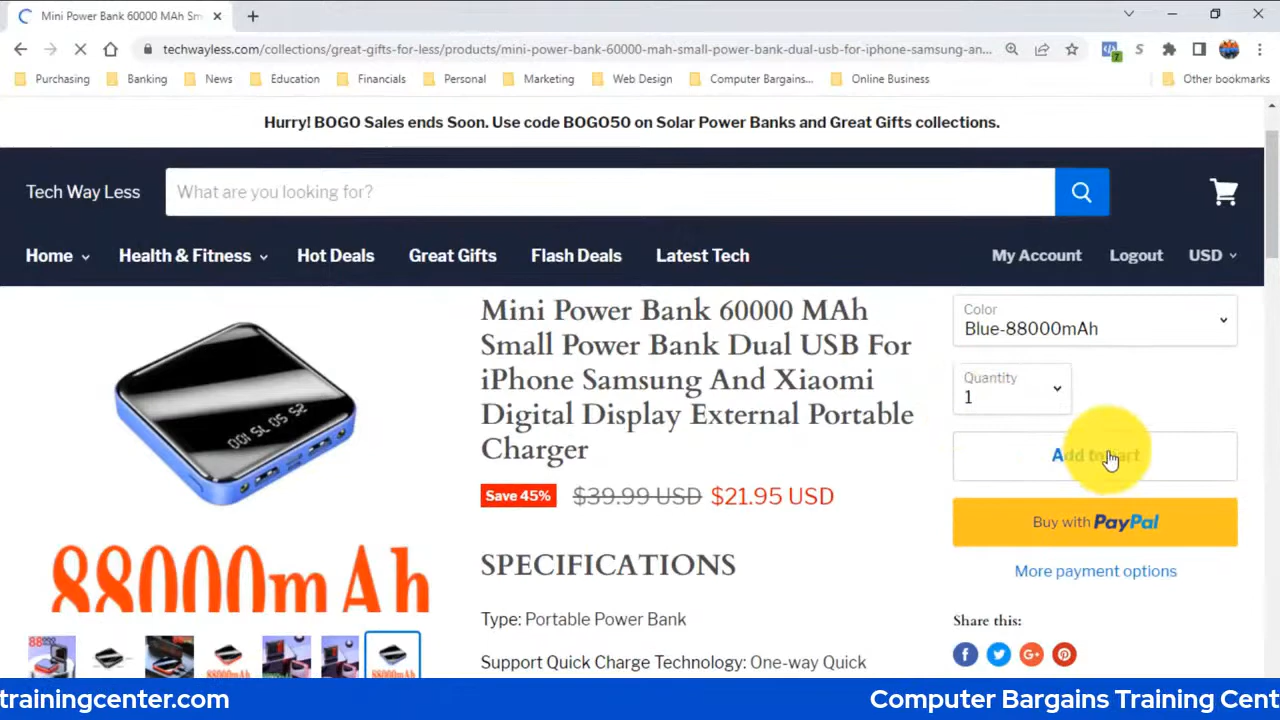 Mini Power Bank 60000 MAh Sm
techwayless.com/collections/great-gifts-for-less/products/mini-power-bank-60000-mah-small-power-bank-dual-usb-for-iphone-samsung-an...
7
S
Purchasing
Banking
News
Education
Financials
Personal
Marketing
Web Design
Computer Bargains...
Online Business
Other bookmarks
Hurry! BOGO Sales ends Soon. Use code BOGO50 on Solar Power Banks and Great Gifts collections.
Tech Way Less
What are you looking for?
Home
Health & Fitness
Hot Deals
Great Gifts
Flash Deals
Latest Tech
My Account
Logout
USD
Mini Power Bank 60000 MAh
Small Power Bank Dual USB For
iPhone Samsung And Xiaomi
Digital Display External Portable
Charger
Save 45%
$39.99 USD
$21.95 USD
SPECIFICATIONS
Type: Portable Power Bank
Support Quick Charge Technology: One-way Quick
88000mAh
Color
Blue-88000mAh
Quantity
1
Add to cart
Buy with PayPal
More payment options
Share this:
trainingcenter.com
Computer Bargains Training Cent